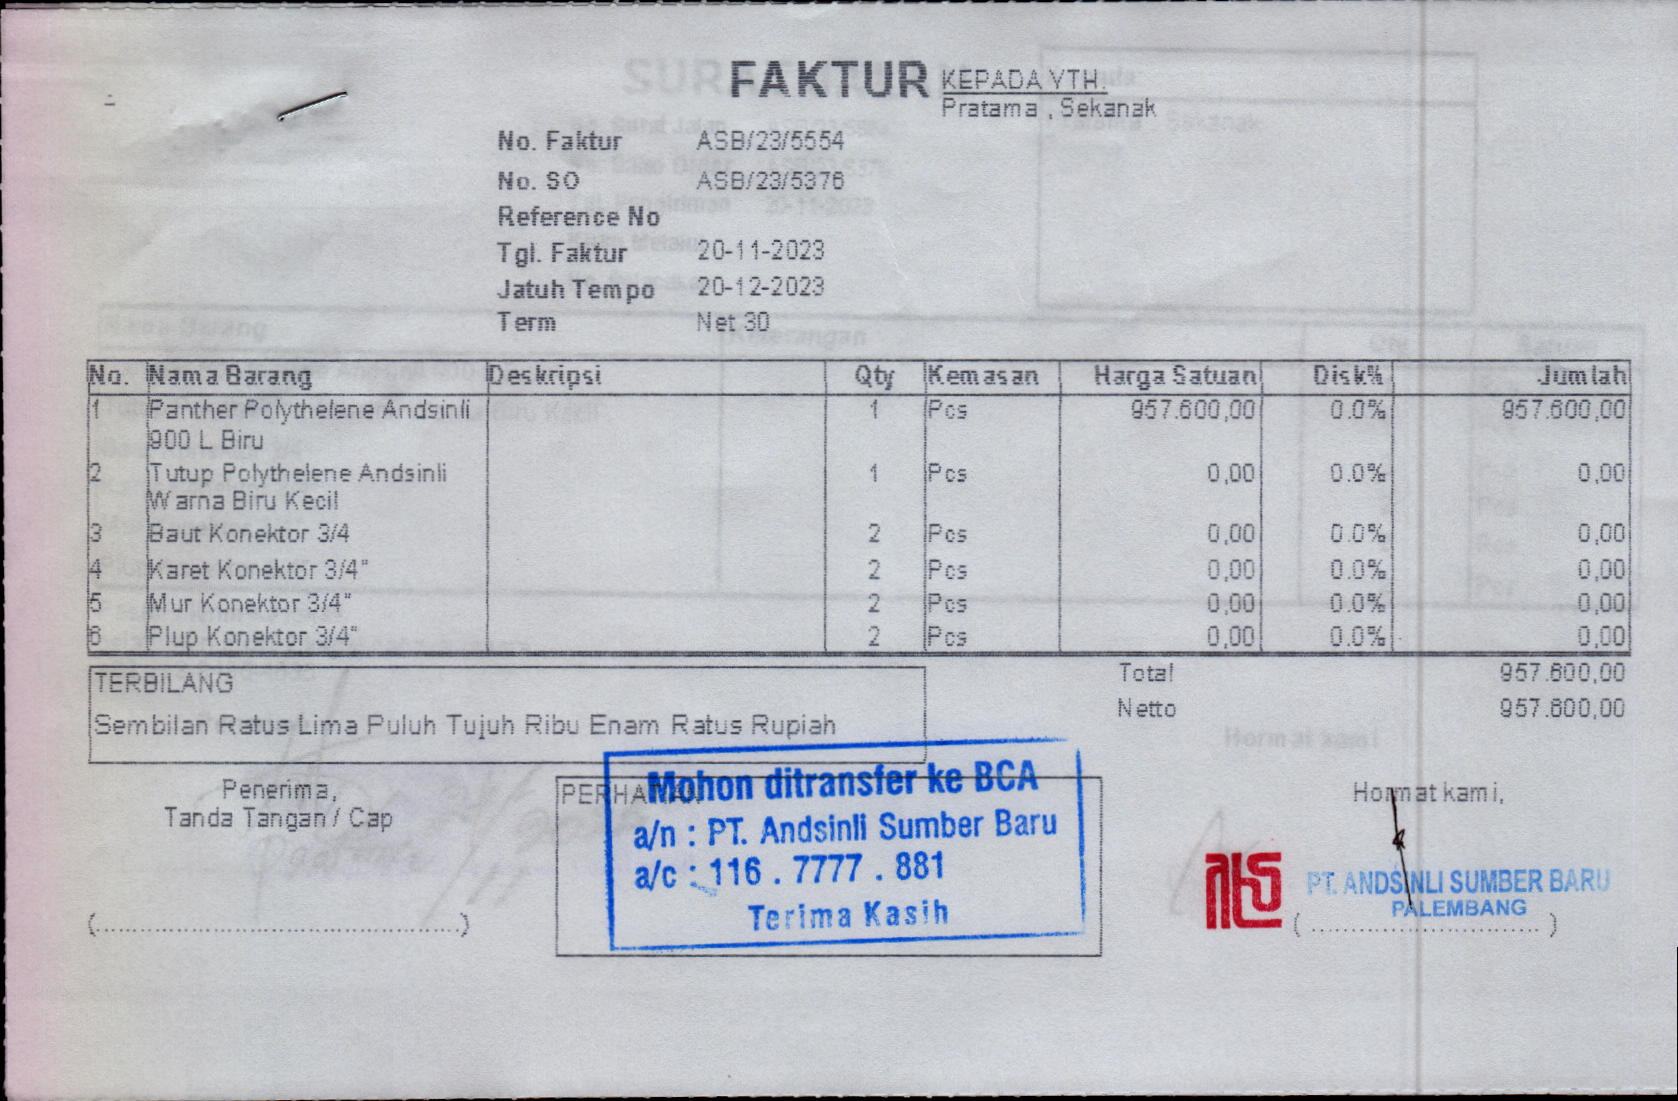 FAKTUR
KEPADA YTH.
Pratama , Sekanak
No. Faktur ASB/23/5554
No. SO ASB/23/5376
Reference No
Tgl. Faktur 20-11-2023
Jatuh Tempo 20-12-2023
Term Net 30
No. Nama Barang Deskripsi Qty Kemasan Harga Satuan Disk% Jumlah
1 Panther Polythelene Andsinli 1 Pcs 957.600,00 0.0% 957.600,00
900 L Biru
2 Tutup Polythelene Andsinli 1 Pcs 0,00 0.0% 0,00
Warna Biru Kecil
3 Baut Konektor 3/4 2 Pcs 0,00 0.0% 0,00
4 Karet Konektor 3/4" 2 Pcs 0,00 0.0% 0,00
5 Mur Konektor 3/4" 2 Pcs 0,00 0.0% 0,00
6 Plup Konektor 3/4" 2 Pcs 0,00 0.0% 0,00
Total 957.600,00
Netto 957.600,00
TERBILANG
Sembilan Ratus Lima Puluh Tujuh Ribu Enam Ratus Rupiah
Penerima,
Tanda Tangan / Cap
(..............................................)
Mohon ditransfer ke BCA
a/n : PT. Andsinli Sumber Baru
a/c : 116 . 7777 . 881
Terima Kasih
Hormat kami,
PT. ANDSINLI SUMBER BARU
PALEMBANG
( ............................. )